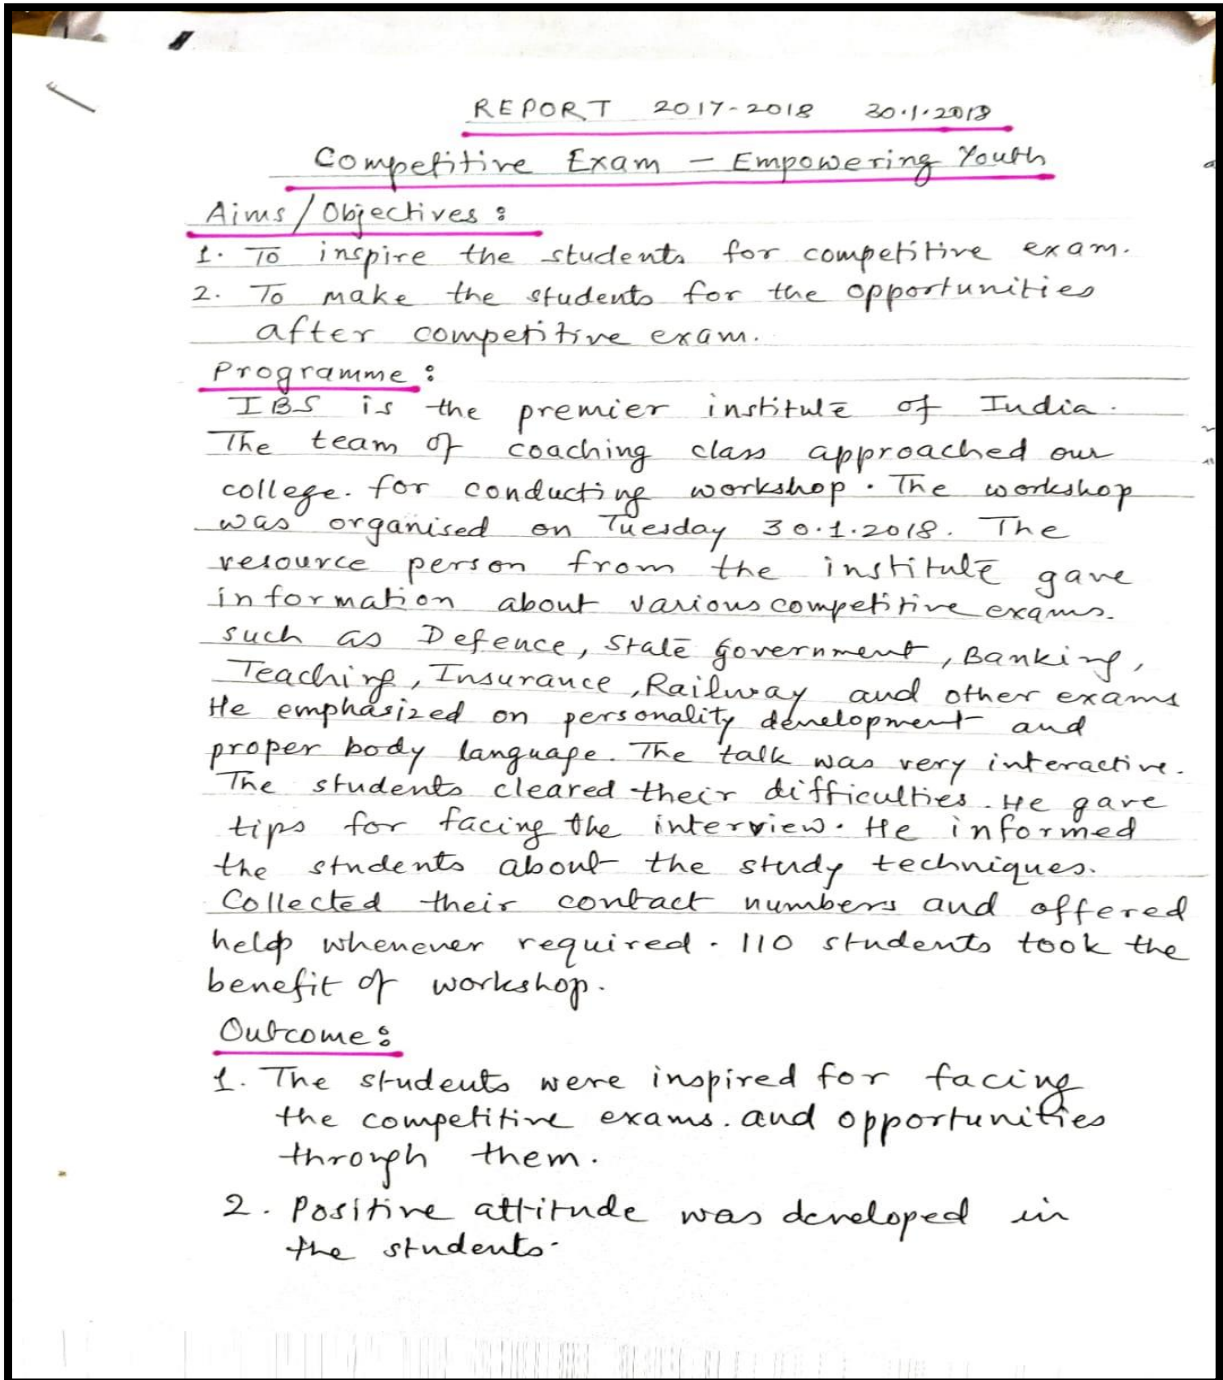 REPORT 2017-2018 30.1.2018
Competitive Exam – Empowering Youth
Aims/Objectives :
1. To inspire the students for competitive exam.
2. To make the students for the opportunities
after competitive exam.
Programme :
IBS is the premier institute of India.
The team of coaching class approached our
college. for conducting workshop. The workshop
was organised on Tuesday 30.1.2018. The
resource person from the institute gave
information about various competitive exams.
such as Defence, State Government, Banking,
Teaching, Insurance, Railway and other exams
He emphasized on personality development and
proper body language. The talk was very interactive.
The students cleared their difficulties. He gave
tips for facing the interview. He informed
the students about the study techniques.
Collected their contact numbers and offered
help whenever required. 110 students took the
benefit of workshop.
Outcome :
1. The students were inspired for facing
the competitive exams. and opportunities
through them.
2. Positive attitude was developed in
the students.